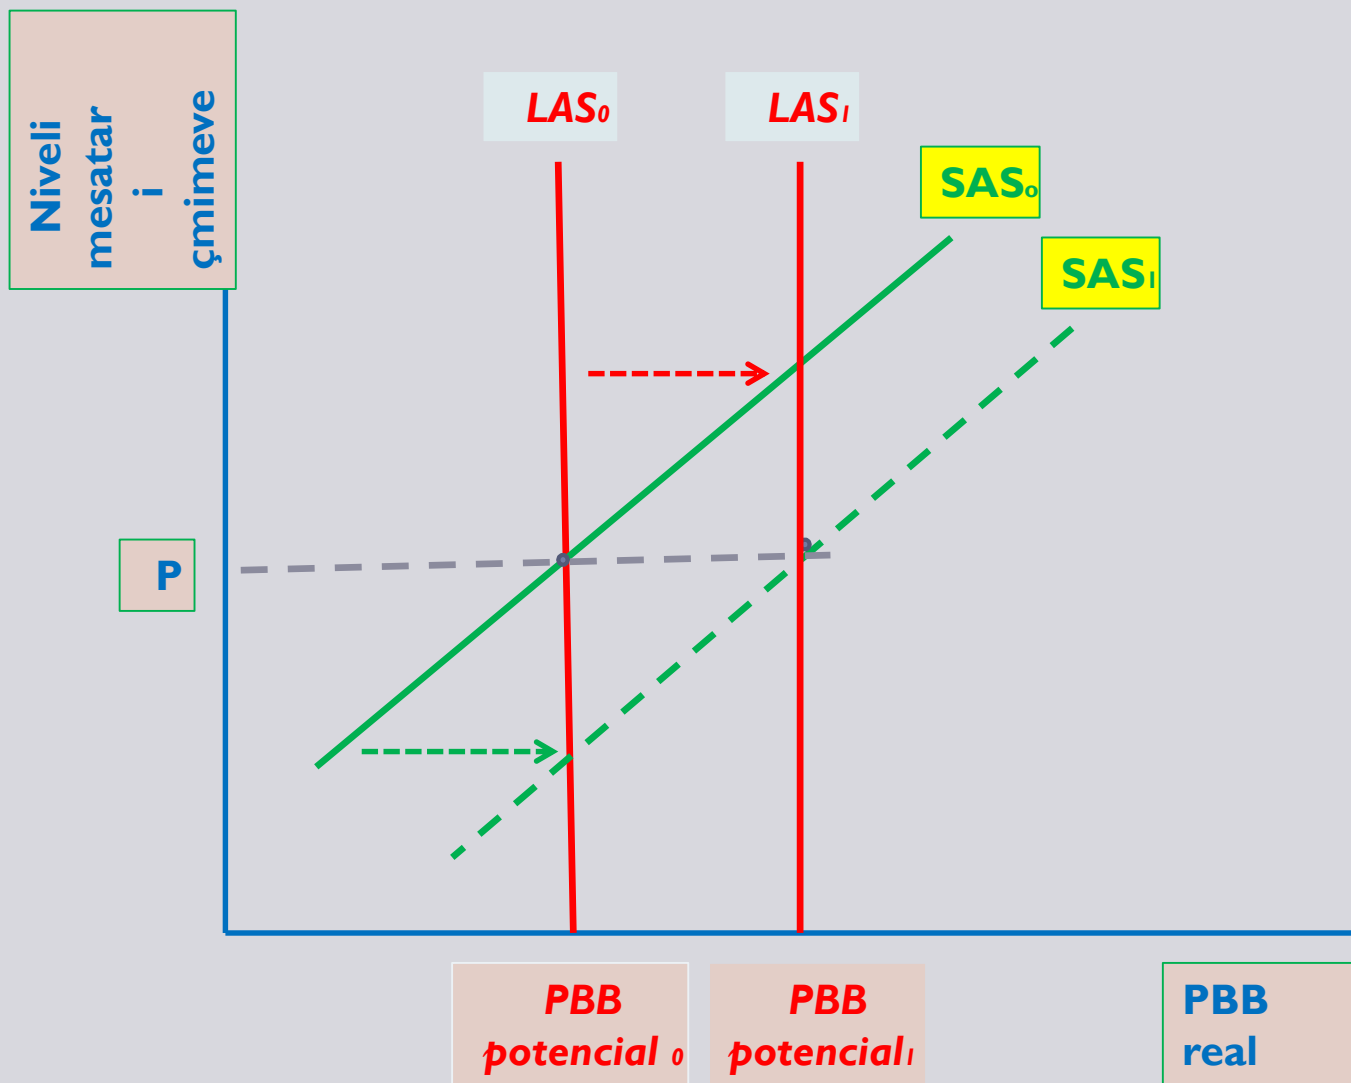 Niveli
mesatar
i
çmimeve
LAS₀
LAS₁
SAS₀
SAS₁
P
PBB
potencial ₀
PBB
potencial₁
PBB
real